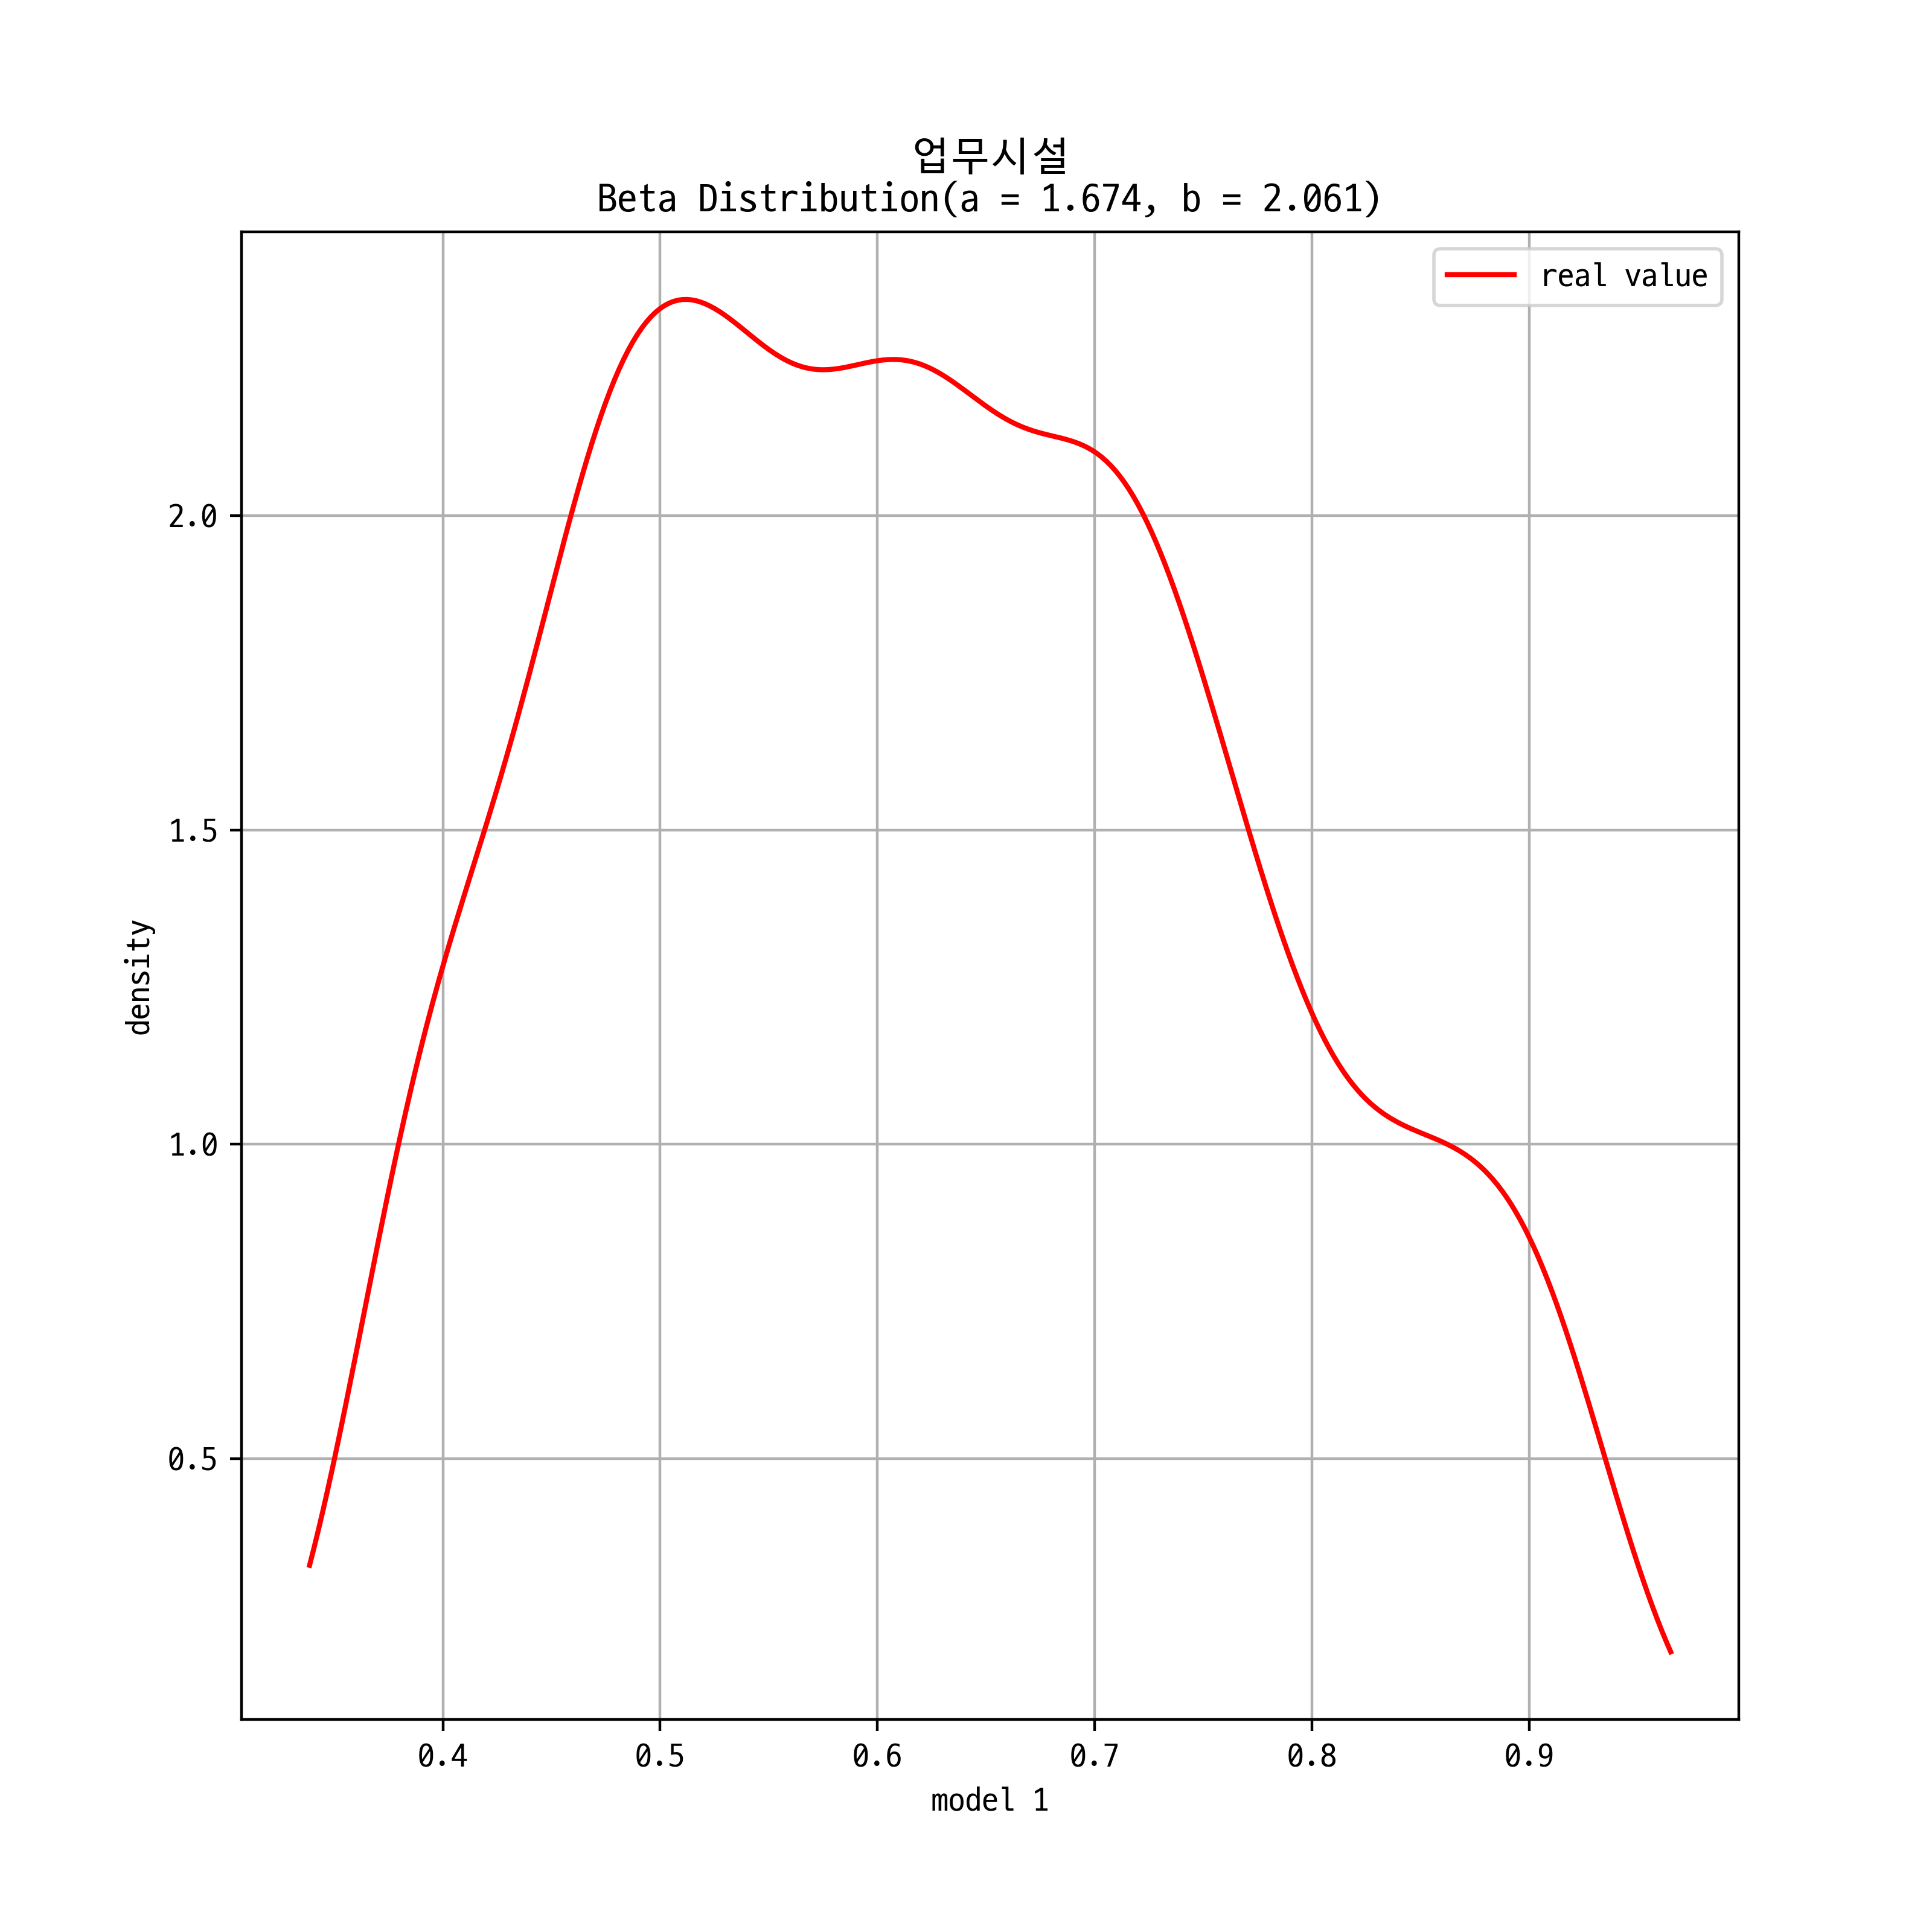 업무시설
Beta Distribution(a = 1.674, b = 2.061)
real value
2.0
1.5
1.0
0.5
density
0.4 0.5 0.6 0.7 0.8 0.9
model 1